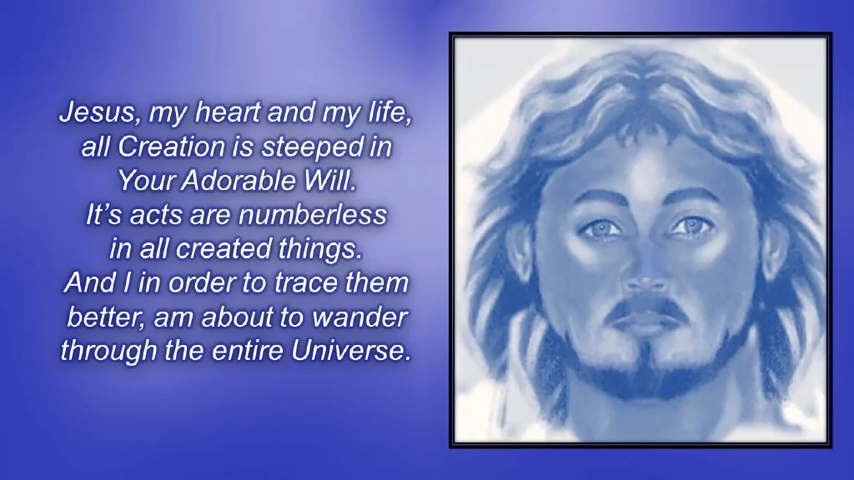 Jesus, my heart and my life,
all Creation is steeped in
Your Adorable Will.
It's acts are numberless
in all created things.
And I in order to trace them
better, am about to wander
through the entire Universe.